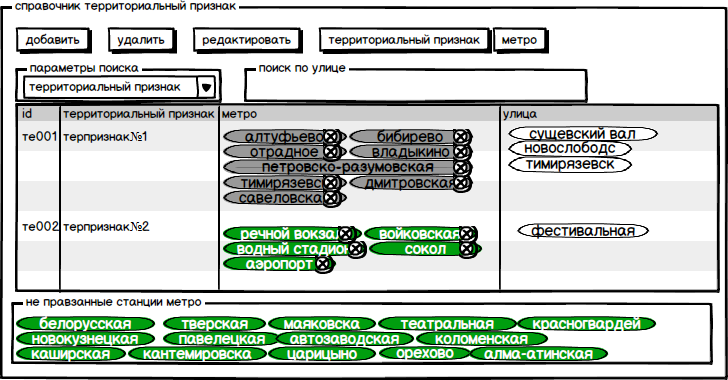 справочник территориальный признак
добавить удалить редактировать территориальный признак метро
параметры поиска поиск по улице
территориальный признак
id территориальный признак метро улица
те001 терпризнак№1 алтуфьево бибирево сущевский вал
отрадное владыкино новослободс
петровско-разумовская тимирязевск
тимирязевс дмитровская
савеловска
те002 терпризнак№2 речной вокза войковская фестивальная
водный стадион сокол
аэропорт
не правзанные станции метро
белорусская тверская маяковска театральная красногвардей
новокузнецкая павелецкая автозаводская коломенская
каширская кантемировска царицыно орехово алма-атинская